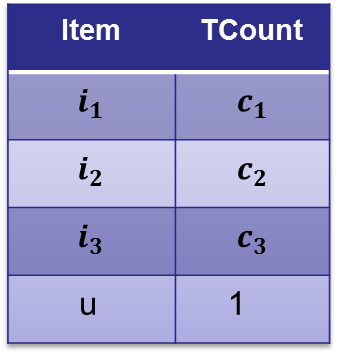 Item TCount
i₁ c₁
i₂ c₂
i₃ c₃
u 1